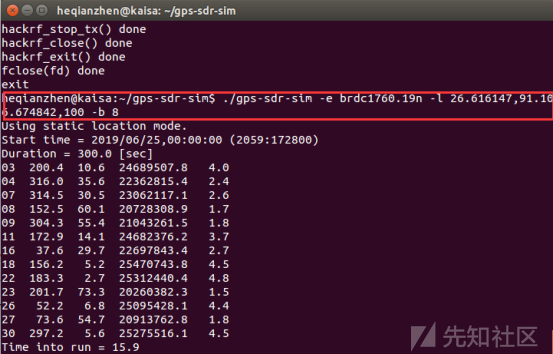 heqianzhen@kaisa: ~/gps-sdr-sim
hackrf_stop_tx() done
hackrf_close() done
hackrf_exit() done
fclose(fd) done
exit
heqianzhen@kaisa:~/gps-sdr-sim$ ./gps-sdr-sim -e brdc1760.19n -l 26.616147,91.10
6.674842,100 -b 8
Using static location mode.
Start time = 2019/06/25,00:00:00 (2059:172800)
Duration = 300.0 [sec]
03 200.4 10.6 24689507.8 4.0
04 316.0 35.6 22362815.4 2.4
07 314.5 30.5 23062117.1 2.6
08 152.5 60.1 20728308.9 1.7
09 304.3 55.4 21043261.5 1.8
11 172.9 14.1 24682376.2 3.7
16 37.6 29.7 22697843.4 2.7
18 156.2 5.2 25470743.8 4.5
22 183.3 2.7 25312440.4 4.8
23 201.7 73.3 20260382.3 1.5
26 52.2 6.8 25095428.1 4.4
27 73.6 54.7 20913762.8 1.8
30 297.2 5.6 25275516.1 4.5
Time into run = 15.9
先知社区